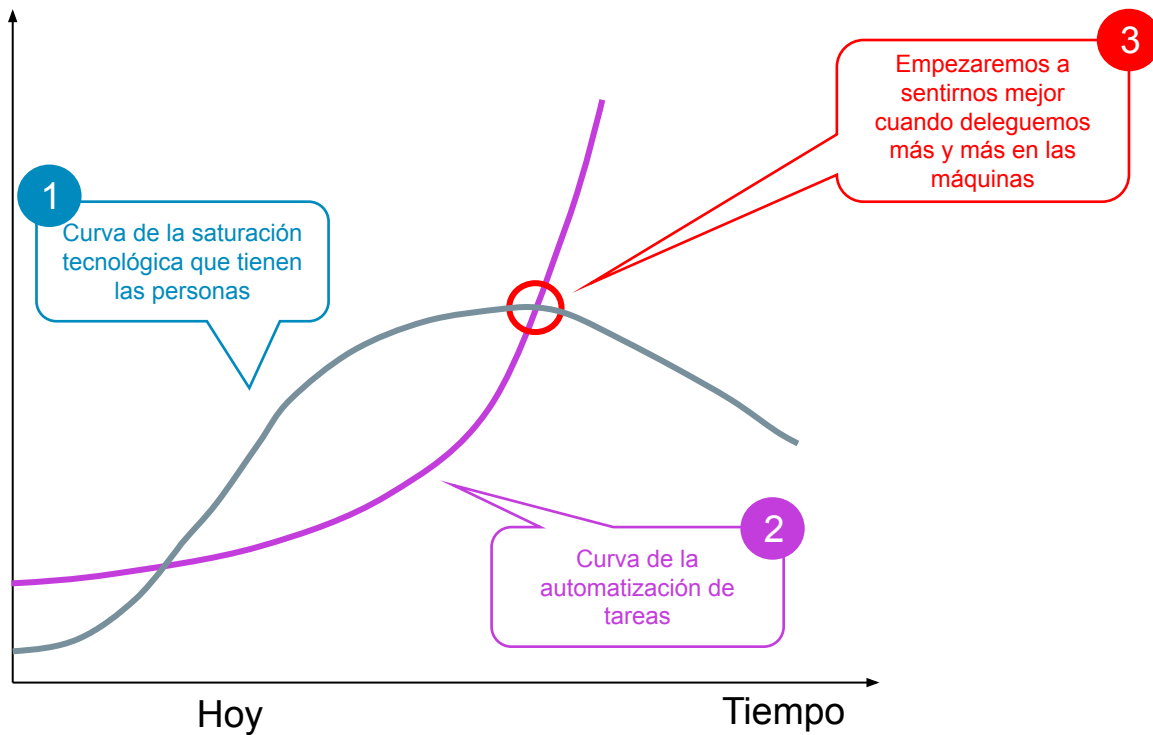 1
Curva de la saturación
tecnológica que tienen
las personas
2
Curva de la
automatización de
tareas
3
Empezaremos a
sentirnos mejor
cuando deleguemos
más y más en las
máquinas
Hoy
Tiempo